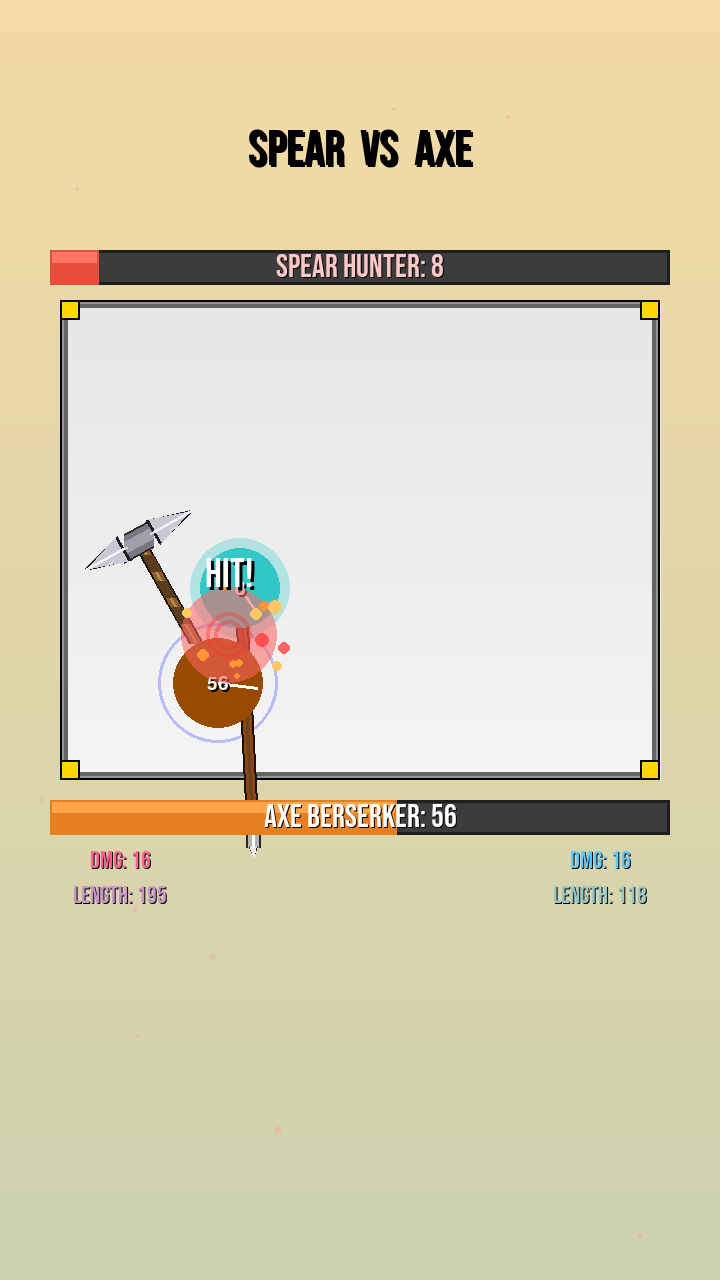 SPEAR VS AXE
SPEAR HUNTER: 8
HIT!
56
AXE BERSERKER: 56
DMG: 16
DMG: 16
LENGTH: 195
LENGTH: 118